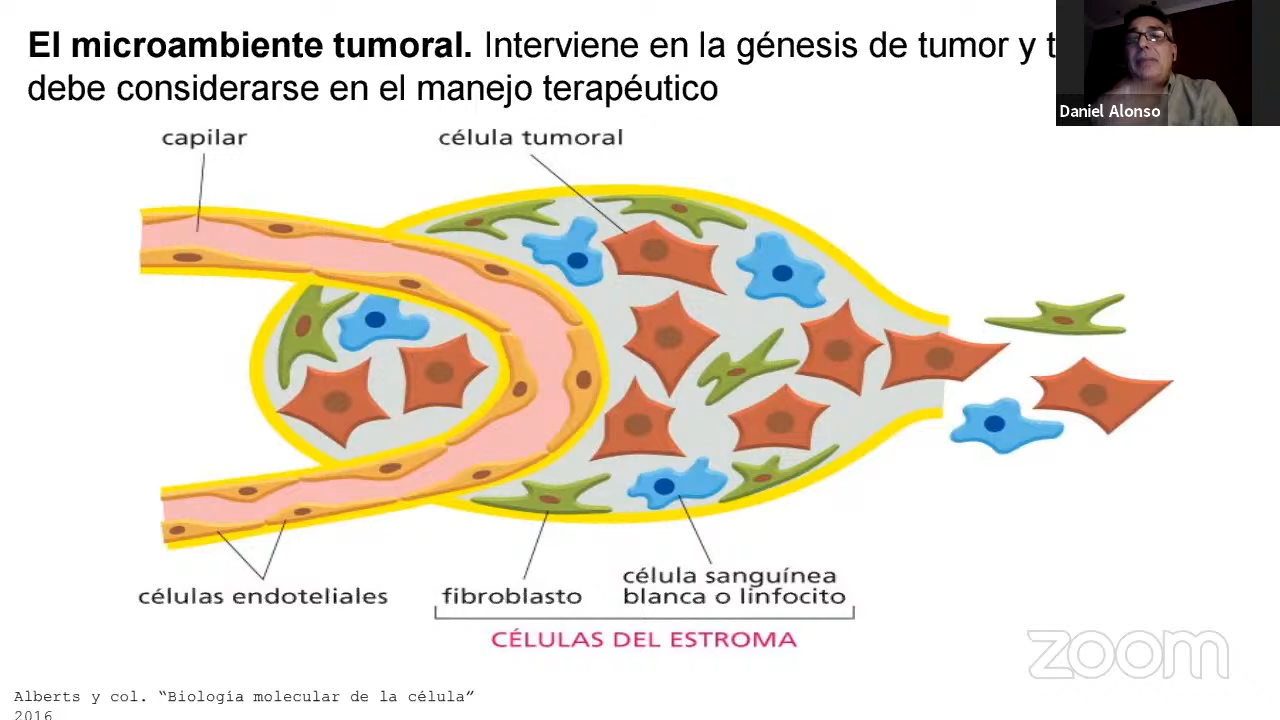 El microambiente tumoral. Interviene en la génesis de tumor y t
debe considerarse en el manejo terapéutico
Daniel Alonso
capilar
célula tumoral
células endoteliales
fibroblasto
célula sanguínea
blanca o linfocito
CÉLULAS DEL ESTROMA
zoom
Alberts y col. “Biología molecular de la célula”
2016